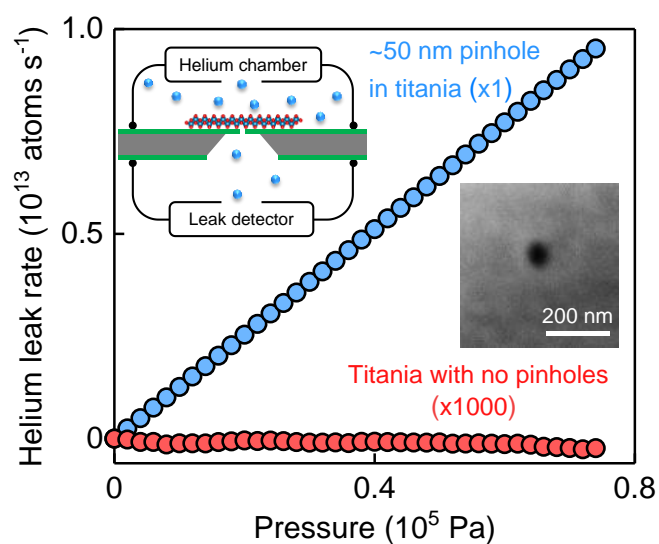 1.0
Helium chamber
~50 nm pinhole
in titania (x1)
Leak detector
0.5
200 nm
Titania with no pinholes
(x1000)
0
0
0.4
0.8
Helium leak rate (10¹³ atoms s⁻¹)
Pressure (10⁵ Pa)